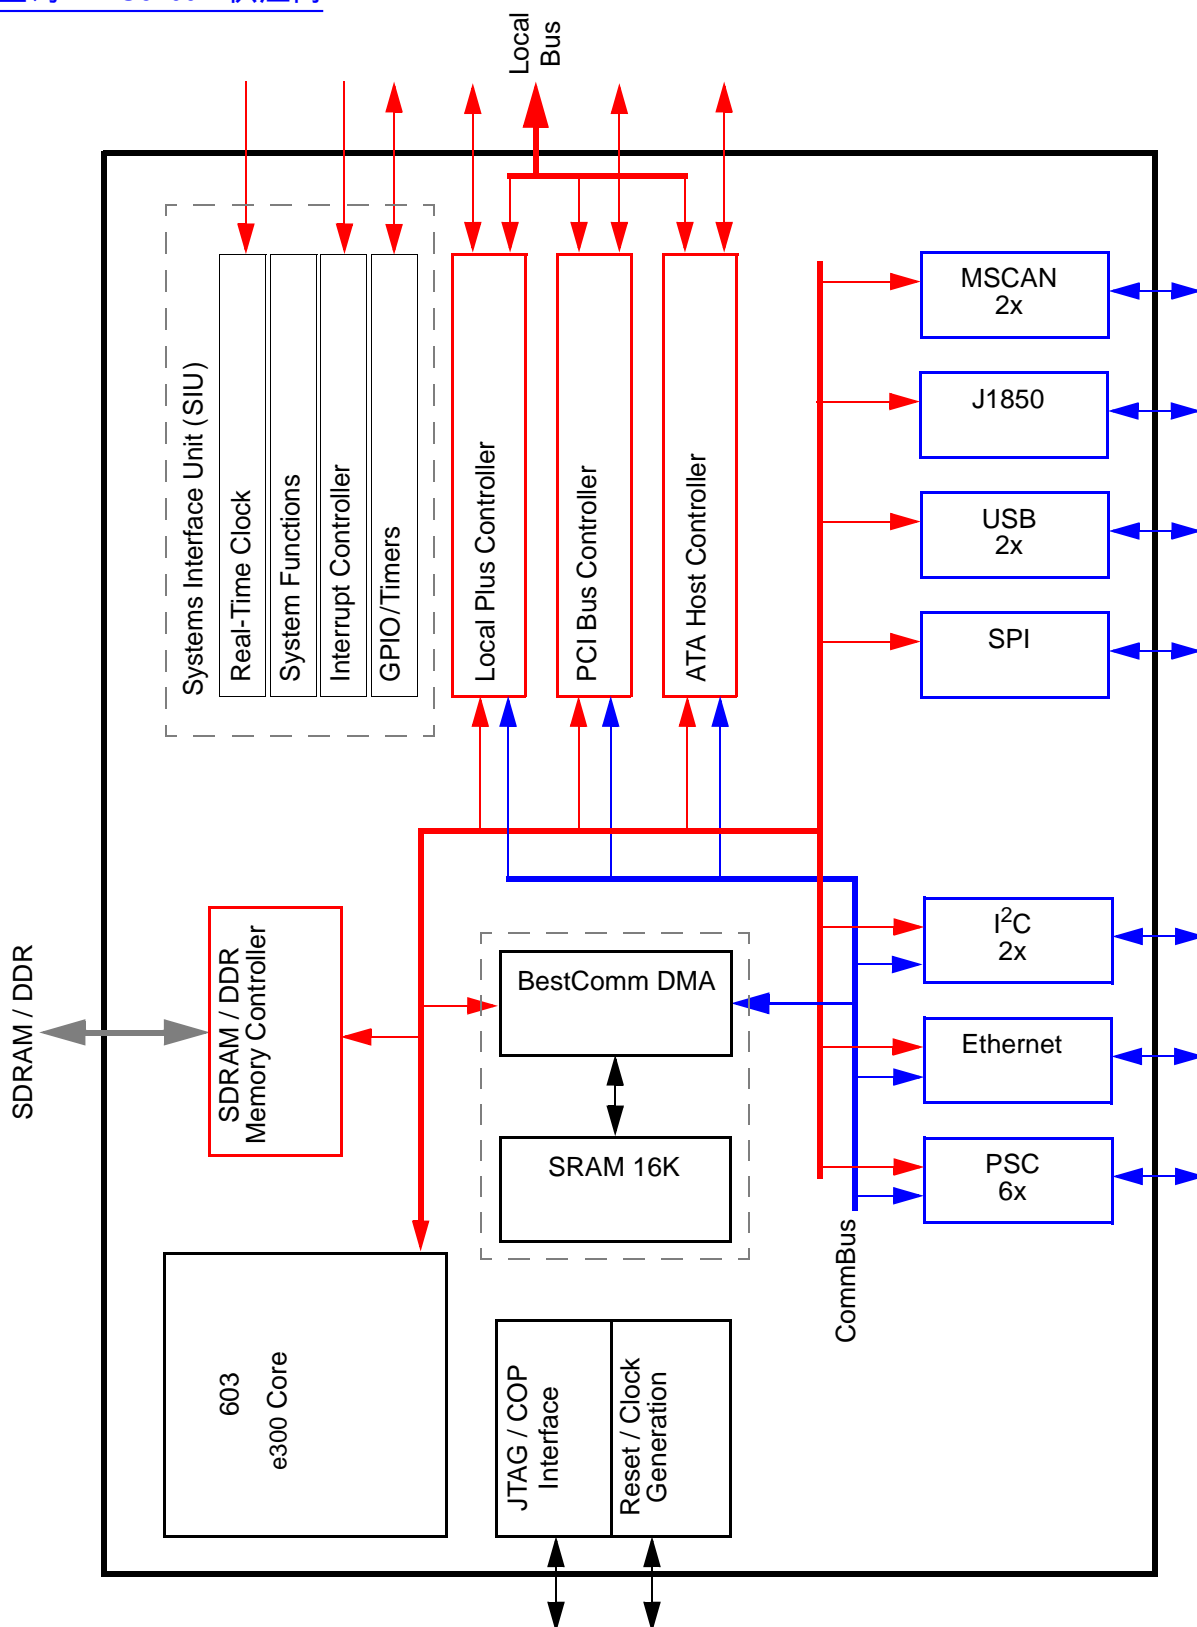 Local
Bus
Systems Interface Unit (SIU)
Real-Time Clock
System Functions
Interrupt Controller
GPIO/Timers
Local Plus Controller
PCI Bus Controller
ATA Host Controller
MSCAN
2x
J1850
USB
2x
SPI
SDRAM / DDR
SDRAM / DDR
Memory Controller
BestComm DMA
SRAM 16K
I²C
2x
Ethernet
PSC
6x
CommBus
603
e300 Core
JTAG / COP
Interface
Reset / Clock
Generation